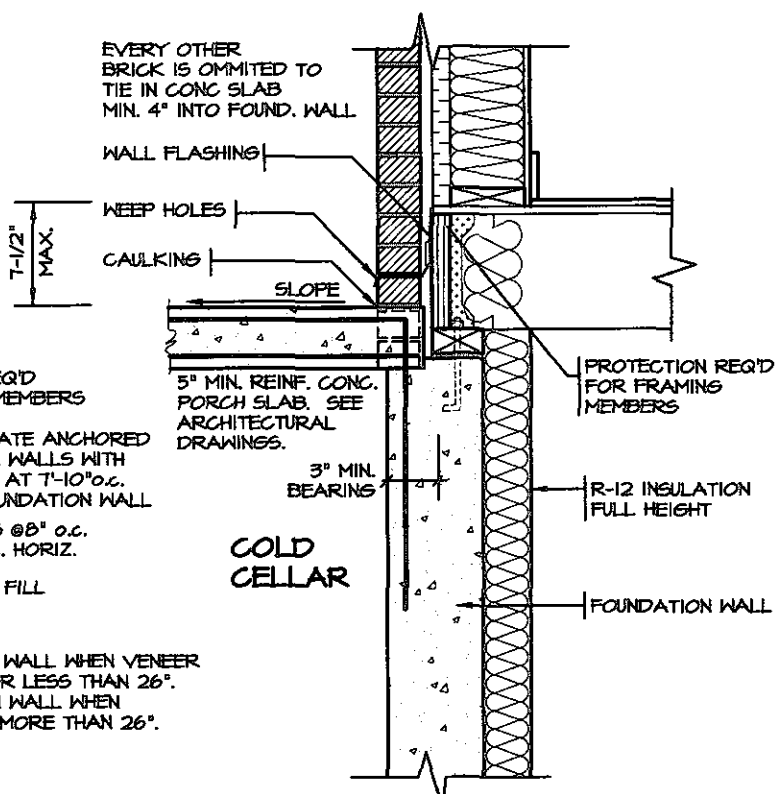 EVERY OTHER
BRICK IS OMMITED TO
TIE IN CONC SLAB
MIN. 4" INTO FOUND. WALL
WALL FLASHING
WEEP HOLES
7-1/2"
MAX.
CAULKING
SLOPE
5" MIN. REINF. CONC.
PORCH SLAB. SEE
ARCHITECTURAL
DRAWINGS.
3" MIN.
BEARING
COLD
CELLAR
PROTECTION REQ'D
FOR FRAMING
MEMBERS
R-12 INSULATION
FULL HEIGHT
FOUNDATION WALL
MEMBERS
ANCHORED
WALLS WITH
AT 7'-10"o.c.
WALL
@8" o.c.
HORIZ.
FILL
WALL WHEN VENEER
LESS THAN 26".
WALL WHEN
MORE THAN 26".